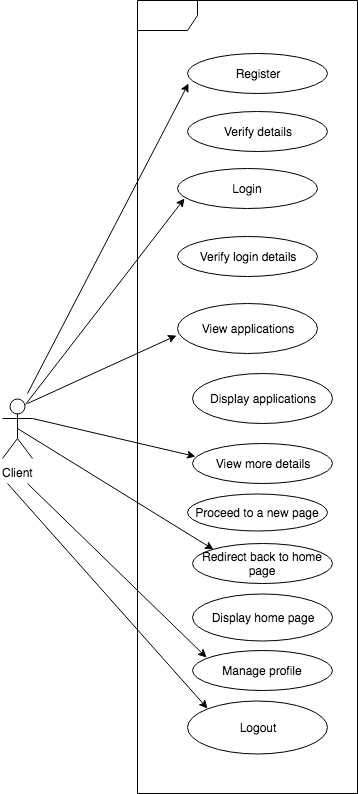 Register
Verify details
Login
Verify login details
View applications
Display applications
View more details
Client
Proceed to a new page
Redirect back to home
page
Display home page
Manage profile
Logout